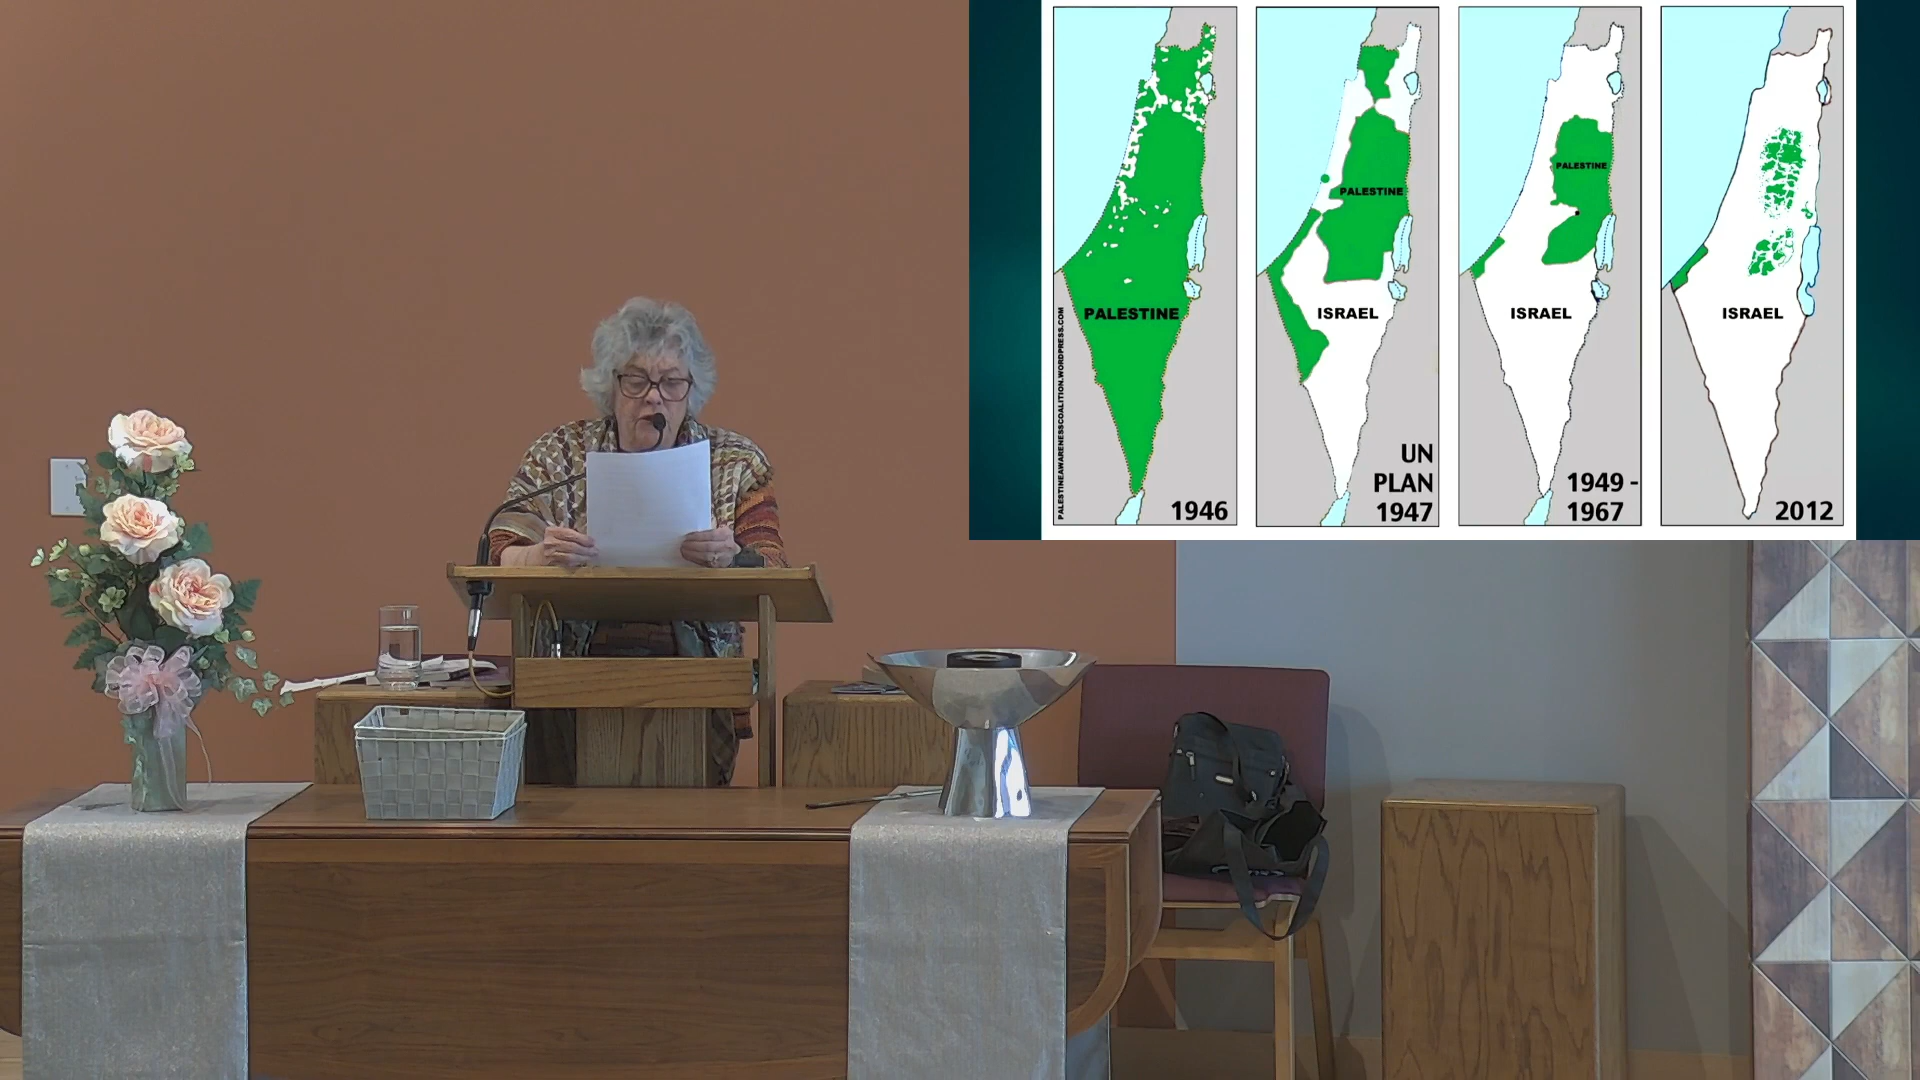 PALESTINEAWARENESSCOALITION.WORDPRESS.COM
PALESTINE
1946
PALESTINE
ISRAEL
UN
PLAN
1947
PALESTINE
ISRAEL
1949 -
1967
ISRAEL
2012